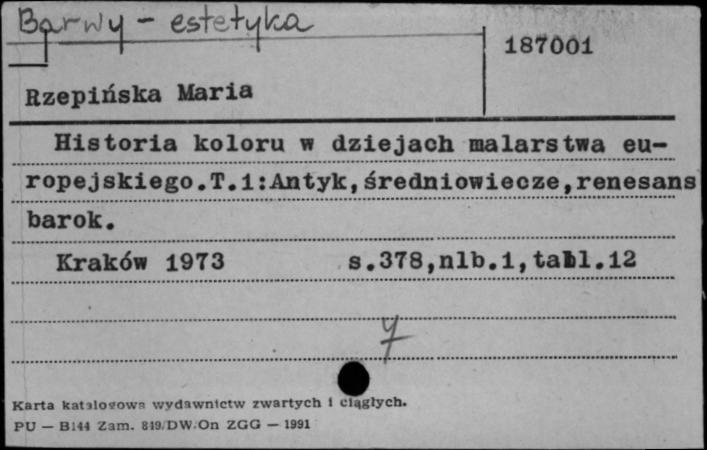 Barwy - estetyka
187001
Rzepińska Maria
Historia koloru w dziejach malarstwa eu-
ropejskiego.T.1:Antyk,średniowiecze,renesans
barok.
Kraków 1973 s.378,nlb.1,tabl.12
Karta katalogowa wydawnictw zwartych i ciągłych.
PU — B144 Zam. 849/DW/On ZGG — 1991